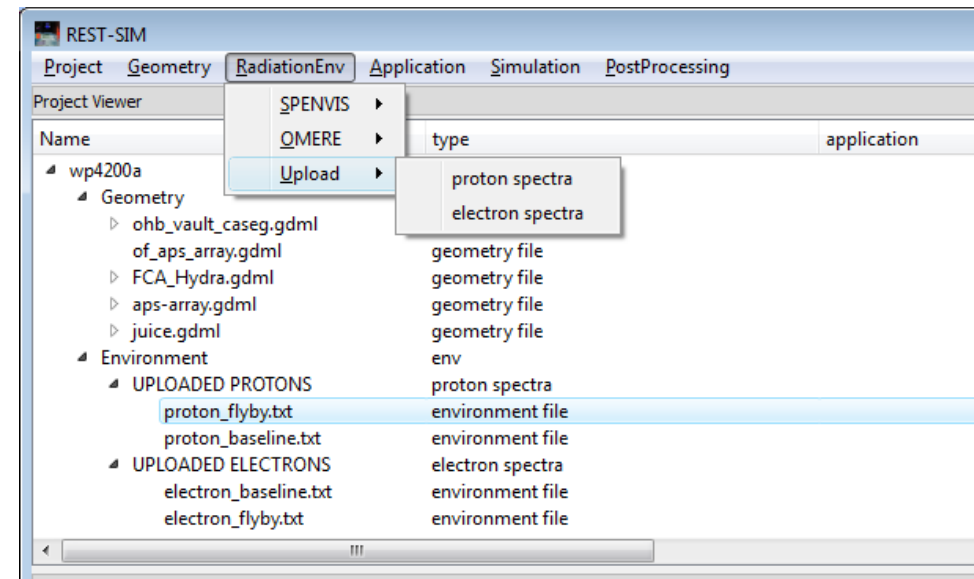 REST-SIM
Project Geometry RadiationEnv Application Simulation PostProcessing
Project Viewer
SPENVIS
OMERE
Upload
proton spectra
electron spectra
Name type application
wp4200a
Geometry
ohb_vault_caseg.gdml
of_aps_array.gdml geometry file
FCA_Hydra.gdml geometry file
aps-array.gdml geometry file
juice.gdml geometry file
Environment env
UPLOADED PROTONS proton spectra
proton_flyby.txt environment file
proton_baseline.txt environment file
UPLOADED ELECTRONS electron spectra
electron_baseline.txt environment file
electron_flyby.txt environment file